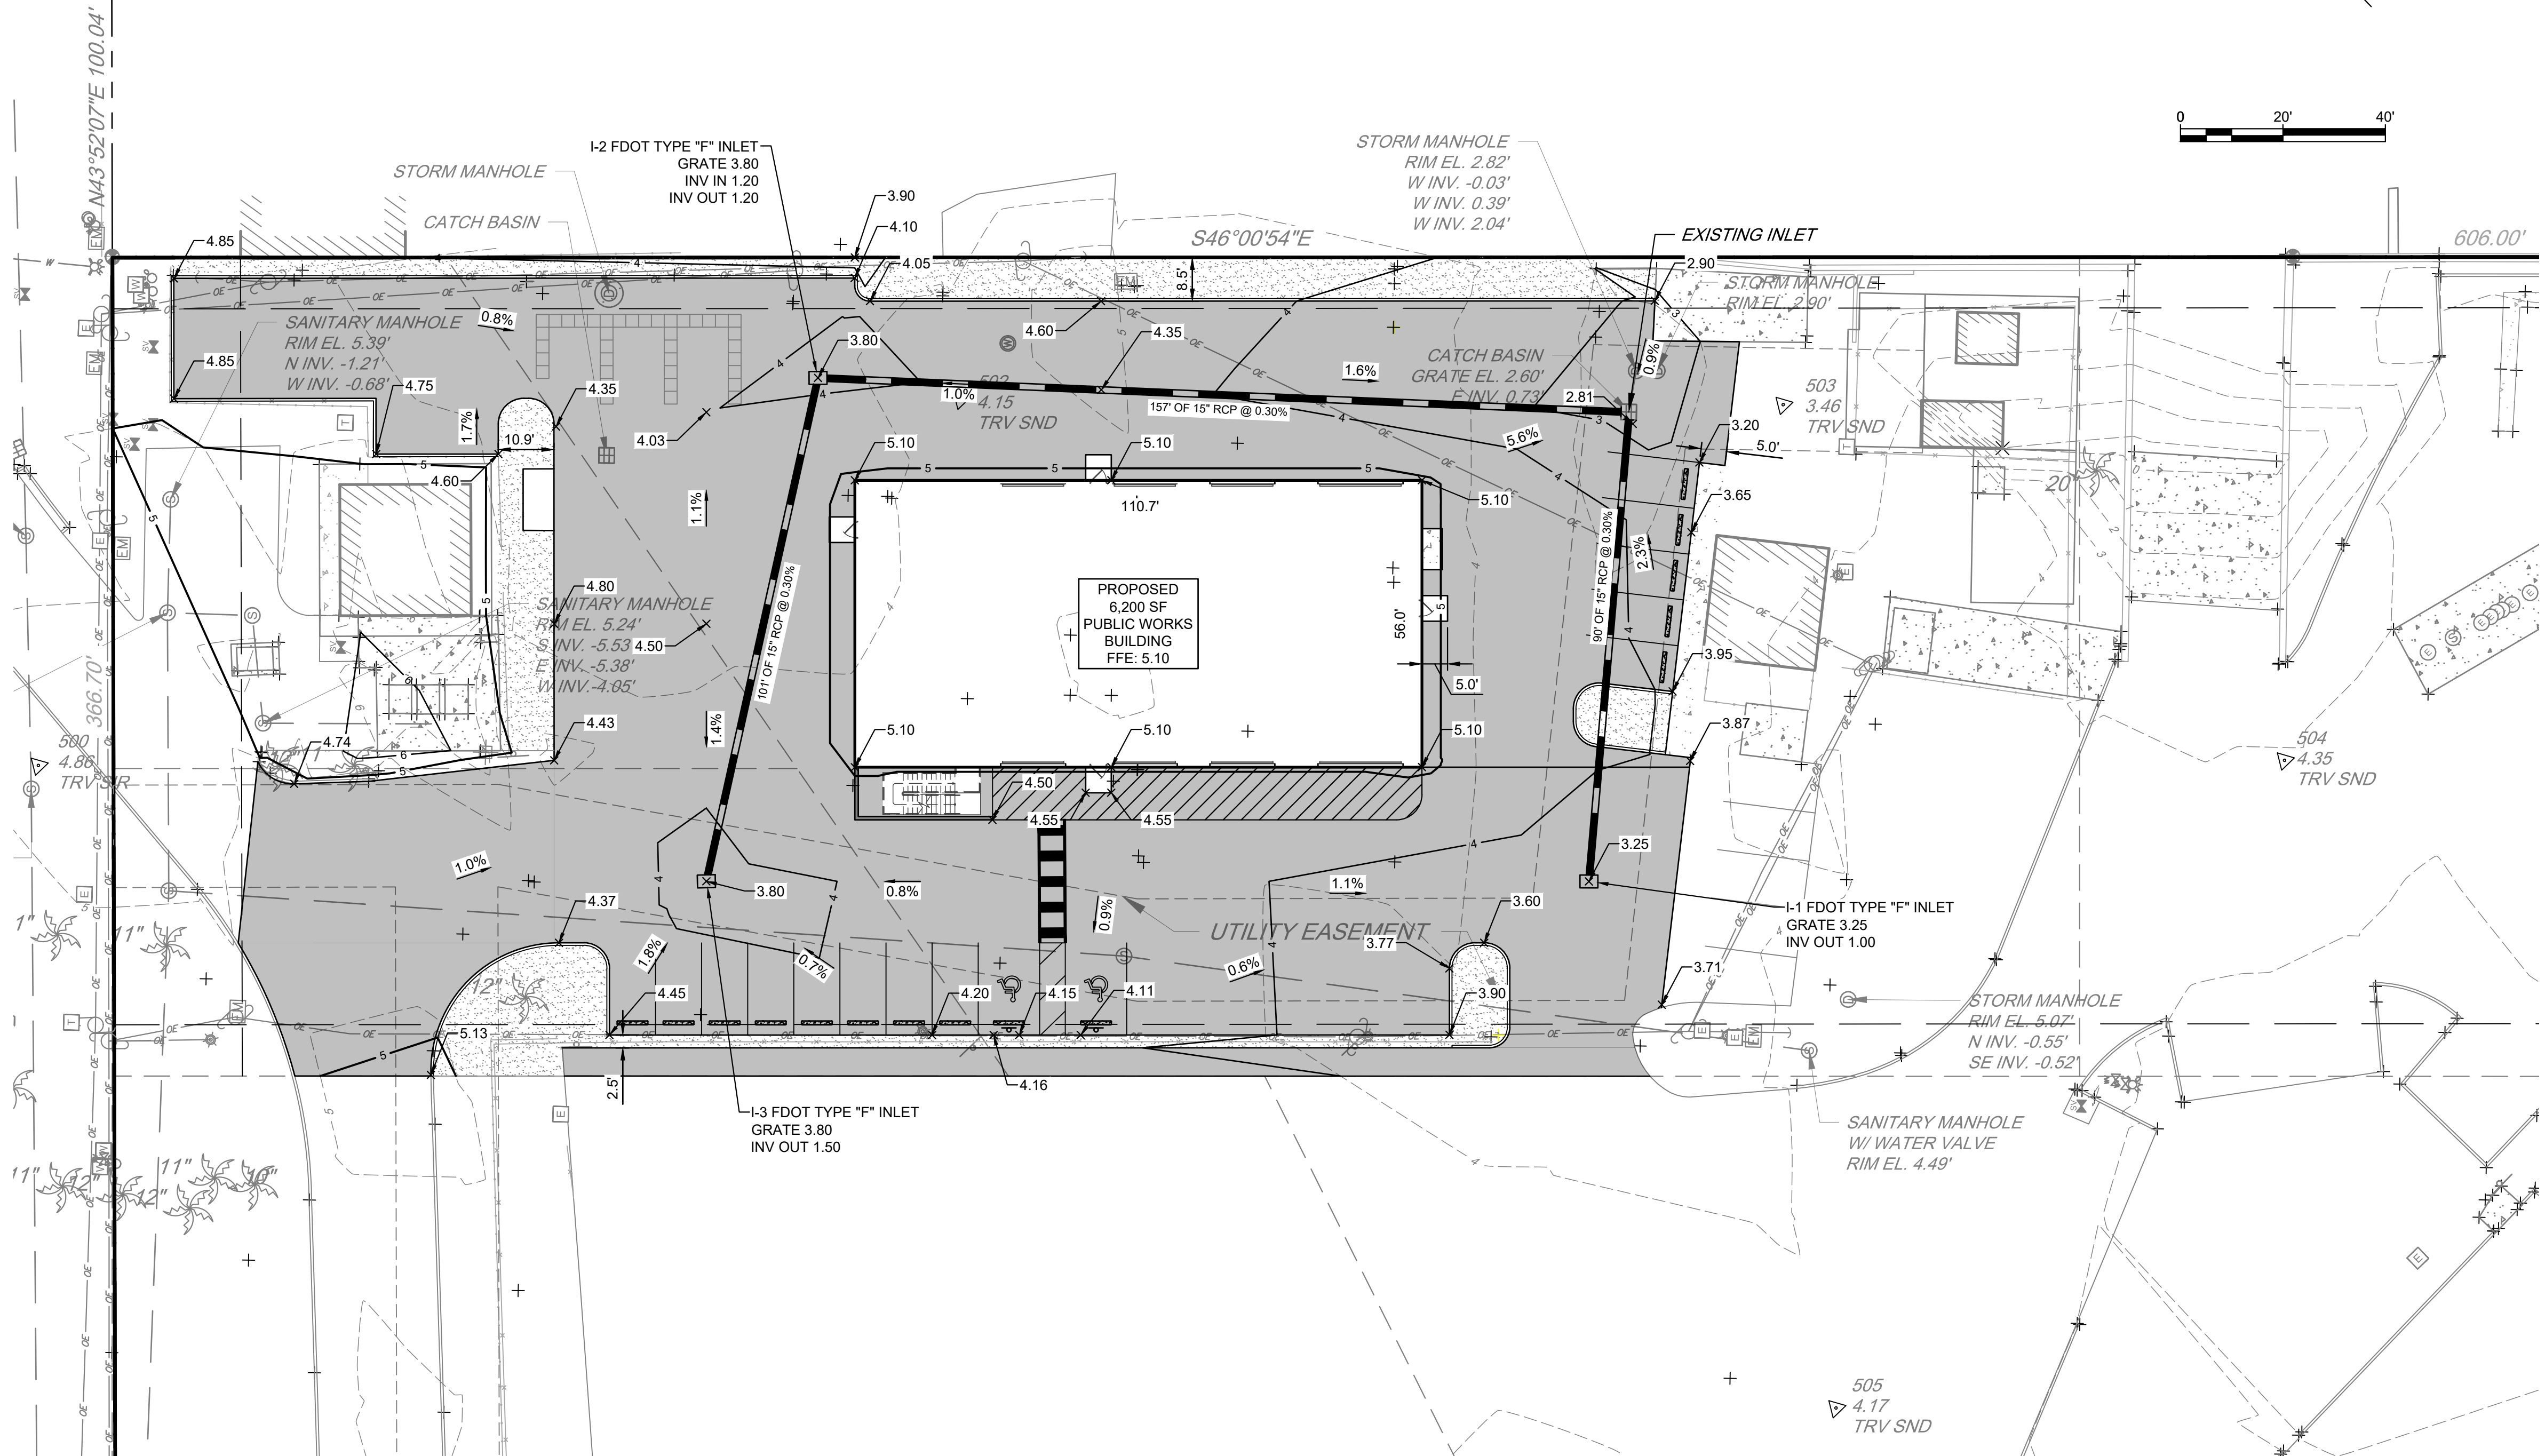 N43°52'07"E 100.04'
0
20'
40'
I-2 FDOT TYPE "F" INLET
GRATE 3.80
INV IN 1.20
INV OUT 1.20
STORM MANHOLE
RIM EL. 2.82'
W INV. -0.03'
W INV. 0.39'
W INV. 2.04'
STORM MANHOLE
CATCH BASIN
3.90
4.10
4.85
S46°00'54"E
EXISTING INLET
606.00'
4.05
8.5'
2.90
STORM MANHOLE
RIM EL. 2.90'
SANITARY MANHOLE
RIM EL. 5.39'
N INV. -1.21'
W INV. -0.68'
0.8%
4.60
4.35
3.80
CATCH BASIN
GRATE EL. 2.60'
E INV. 0.73'
0.9%
4.85
4.75
4.35
1.6%
2.81
1.0%
157' OF 15" RCP @ 0.30%
4.15
TRV SND
503
3.46
TRV SND
1.7%
10.9'
4.03
5.10
5.10
5.6%
3.20
5.0'
4.60
110.7'
5.10
3.65
20"
1.1%
101' OF 15" RCP @ 0.30%
90' OF 15" RCP @ 0.30%
2.3%
PROPOSED
6,200 SF
PUBLIC WORKS
BUILDING
FFE: 5.10
56.0'
4.80
SANITARY MANHOLE
RIM EL. 5.24'
S INV. -5.53
E INV. -5.38'
W INV. -4.05'
4.50
3.95
5.0'
366.70'
500
4.86
TRV SIR
4.74
4.43
1.4%
5.10
5.10
5.10
3.87
504
4.35
TRV SND
4.50
4.55
4.55
3.25
1.0%
3.80
0.8%
1.1%
I-1 FDOT TYPE "F" INLET
GRATE 3.25
INV OUT 1.00
4.37
0.9%
UTILITY EASEMENT
3.60
3.77
11"
12"
1.8%
0.7%
0.6%
3.71
4.45
4.20
4.15
4.11
3.90
STORM MANHOLE
RIM EL. 5.07'
N INV. -0.55'
SE INV. -0.52'
5.13
2.5'
4.16
I-3 FDOT TYPE "F" INLET
GRATE 3.80
INV OUT 1.50
SANITARY MANHOLE
W/ WATER VALVE
RIM EL. 4.49'
11"
12"
11"
12"
505
4.17
TRV SND